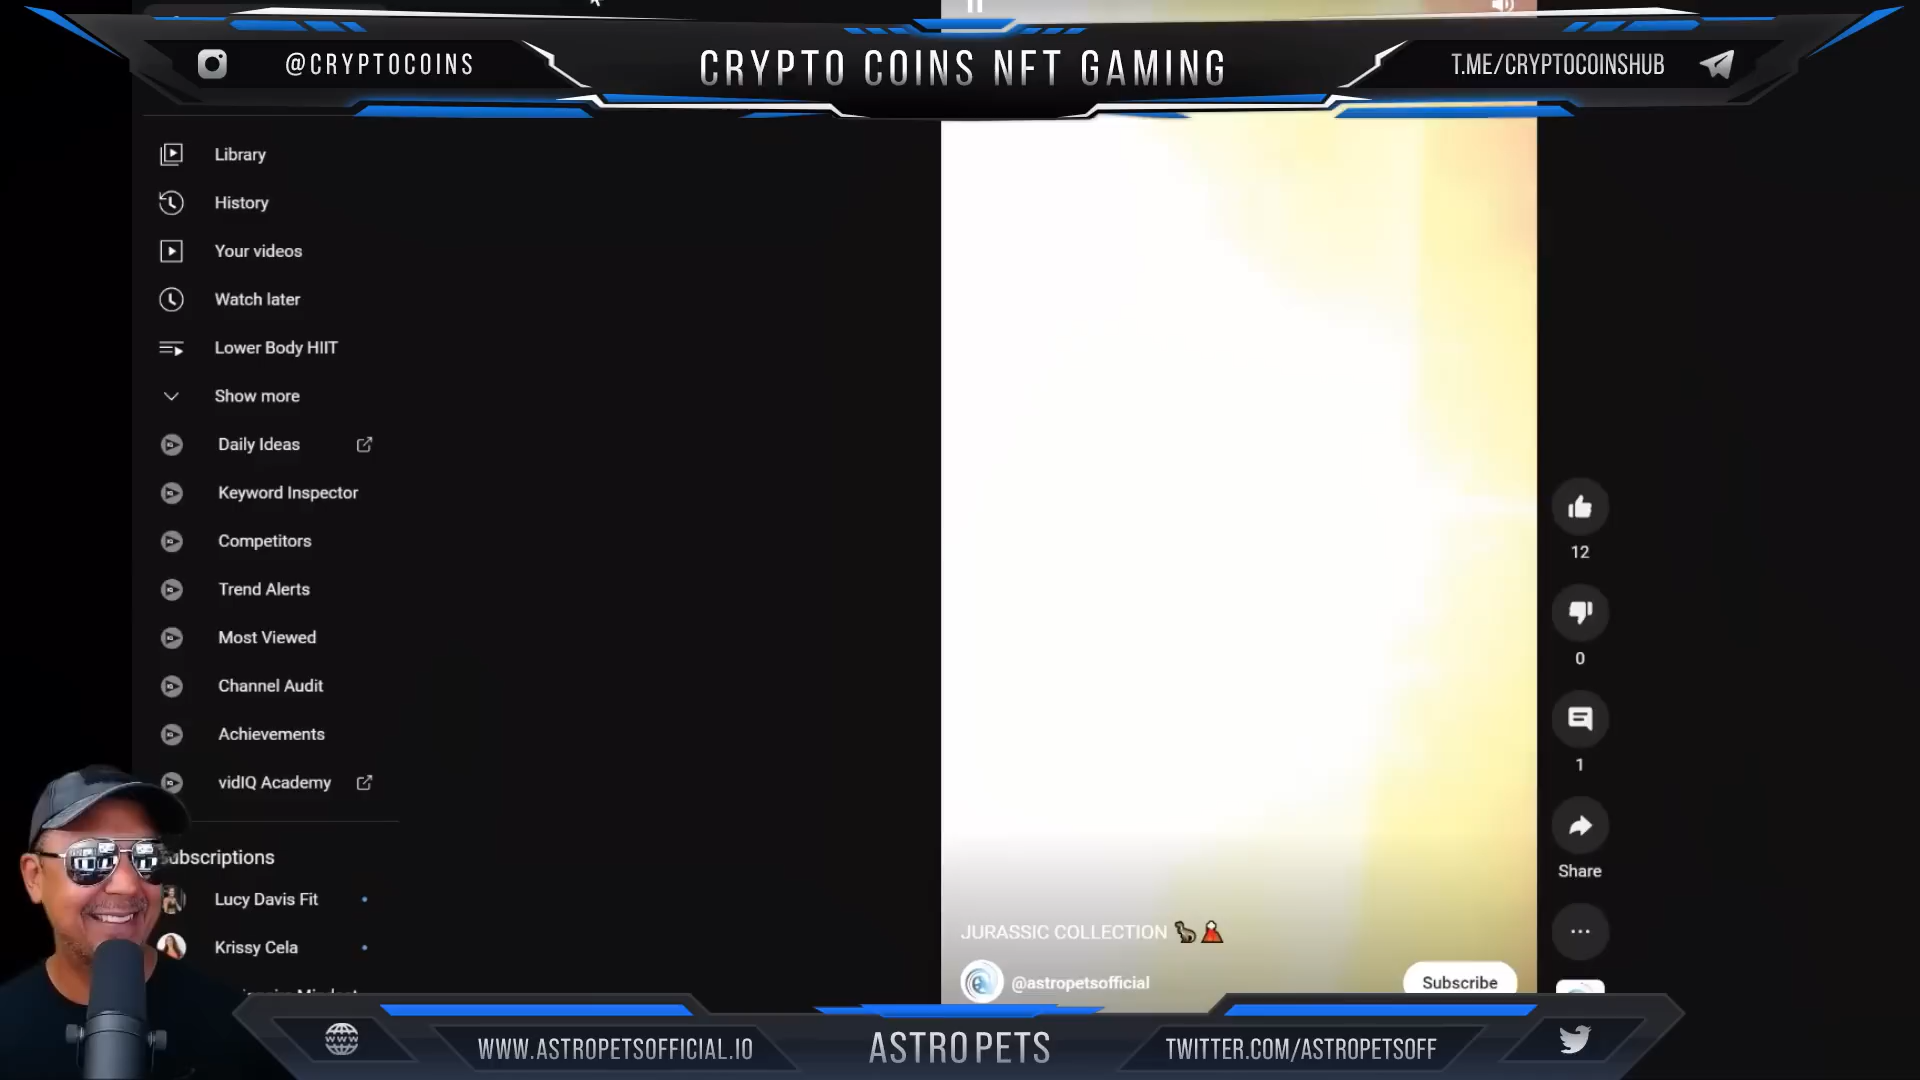 @CRYPTOCOINS
CRYPTO COINS NFT GAMING
T.ME/CRYPTOCOINSHUB
Library
History
Your videos
Watch later
Lower Body HIIT
Show more
Daily Ideas
Keyword Inspector
Competitors
Trend Alerts
Most Viewed
Channel Audit
Achievements
vidIQ Academy
ubscriptions
Lucy Davis Fit
Krissy Cela
12
0
1
Share
JURASSIC COLLECTION
@astropetsofficial
Subscribe
WWW.ASTROPETSOFFICIAL.IO
ASTRO PETS
TWITTER.COM/ASTROPETSOFF